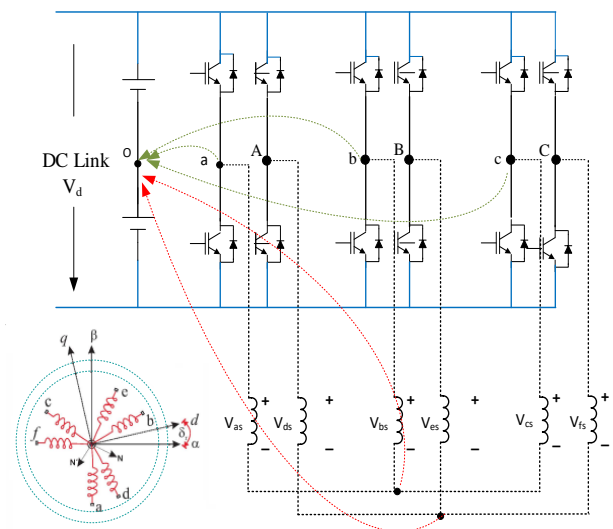 O
a
A
b
B
c
C
DC Link
V_d
q
β
c
e
b
d
f
δ
α
N'
N
a
d
V_as
+
−
V_ds
+
−
V_bs
+
−
V_es
+
−
V_cs
+
−
V_fs
+
−